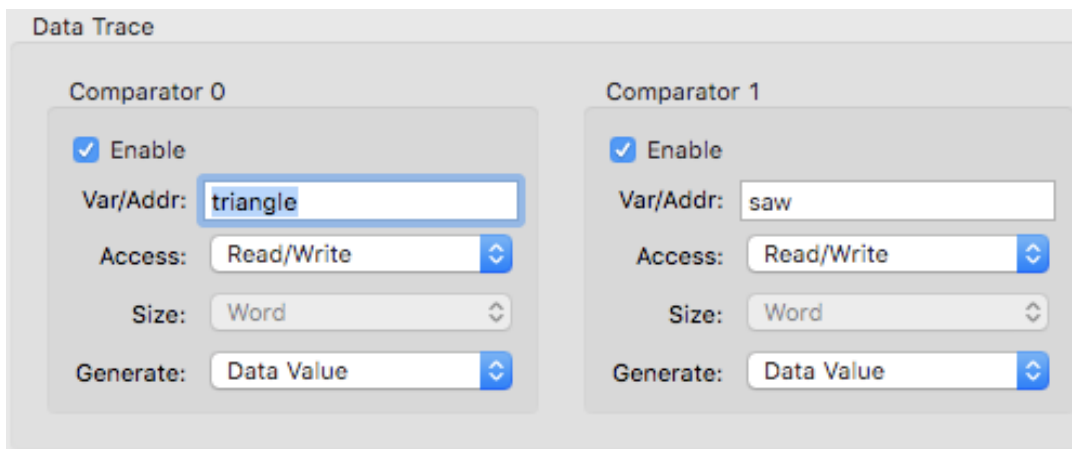 Data Trace
Comparator 0
Enable
Var/Addr: triangle
Access: Read/Write
Size: Word
Generate: Data Value
Comparator 1
Enable
Var/Addr: saw
Access: Read/Write
Size: Word
Generate: Data Value